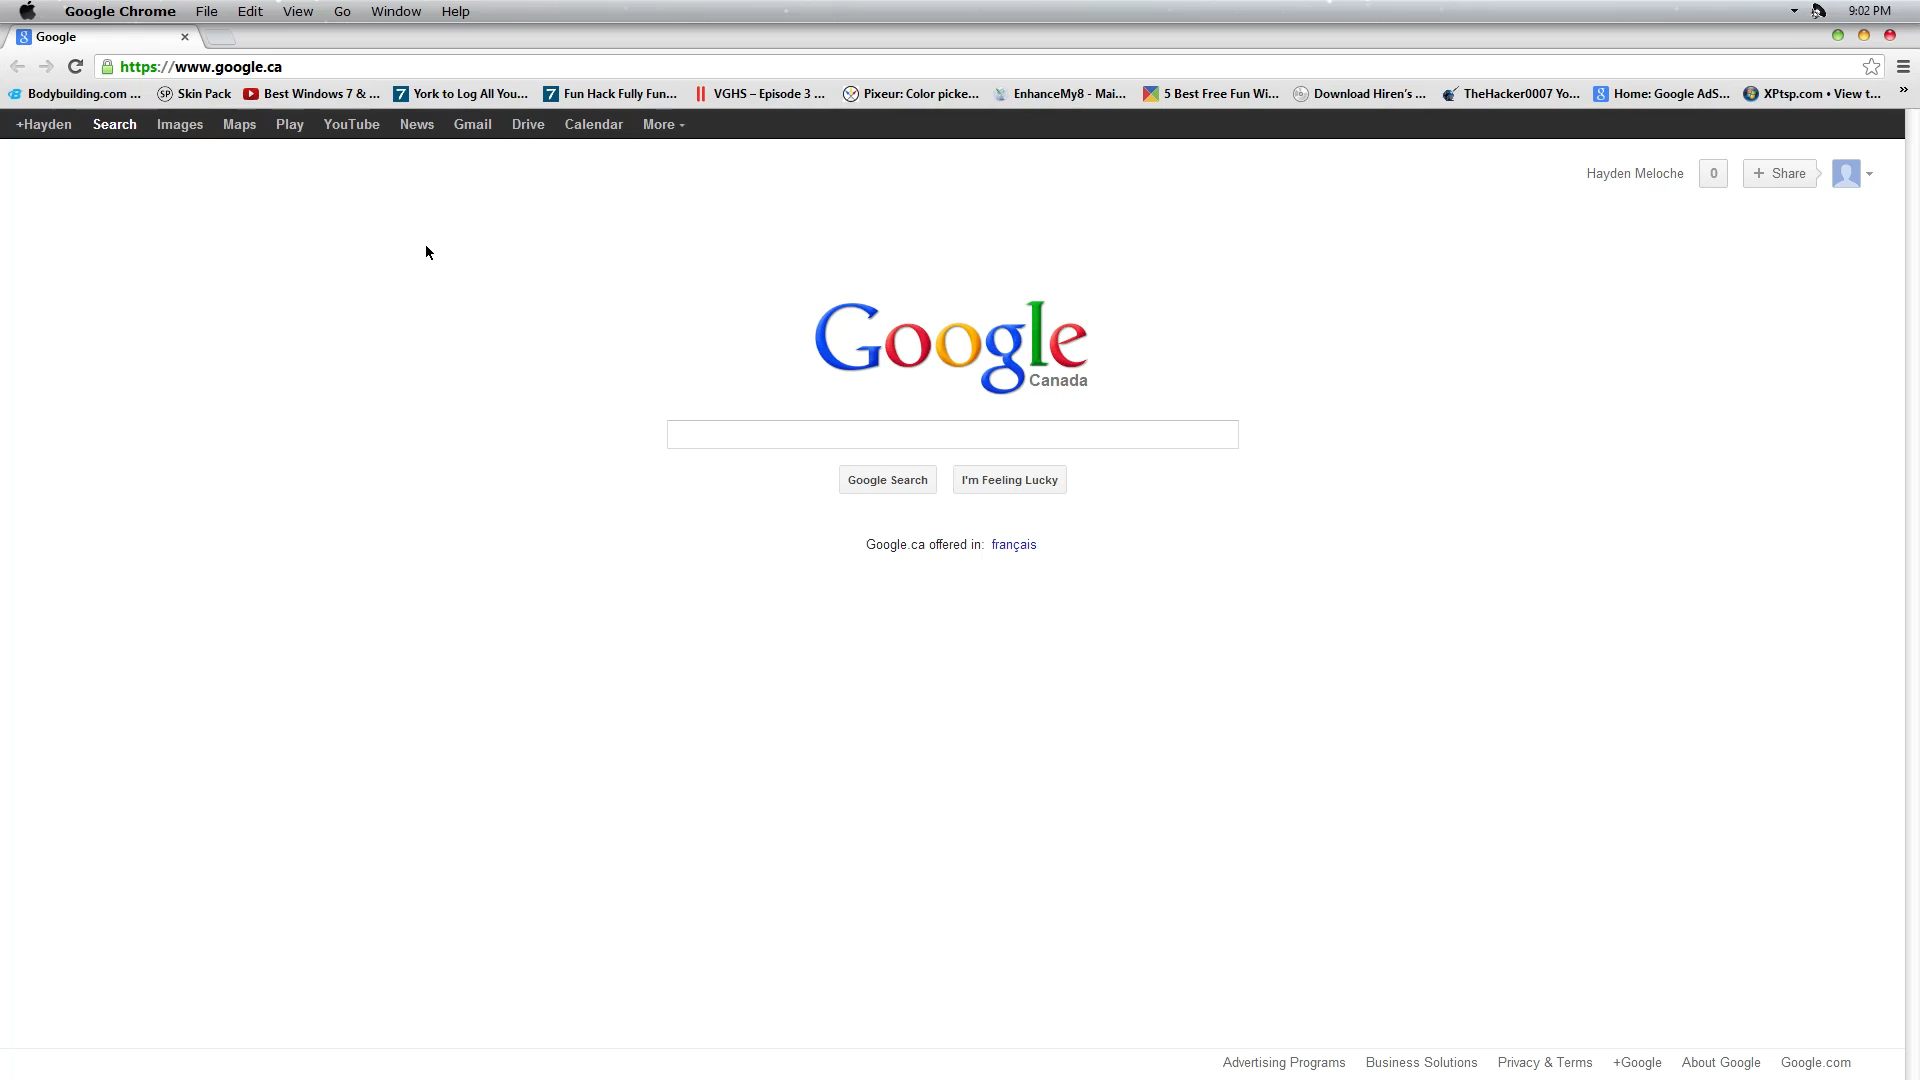 Google Chrome File Edit View Go Window Help 9:02 PM
Google
https://www.google.ca
Bodybuilding.com ... Skin Pack Best Windows 7 & ... York to Log All You... Fun Hack Fully Fun... VGHS – Episode 3 ... Pixeur: Color picke... EnhanceMy8 - Mai... 5 Best Free Fun Wi... Download Hiren's ... TheHacker0007 Yo... Home: Google AdS... XPtsp.com • View t... »
+Hayden Search Images Maps Play YouTube News Gmail Drive Calendar More
Hayden Meloche 0 + Share
Google
Canada
Google Search I'm Feeling Lucky
Google.ca offered in: français
Advertising Programs Business Solutions Privacy & Terms +Google About Google Google.com